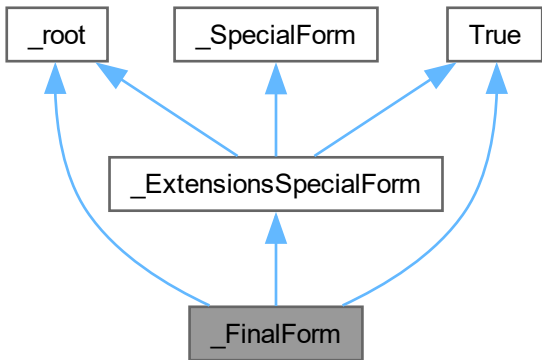 _root
_SpecialForm
True
_ExtensionsSpecialForm
_FinalForm